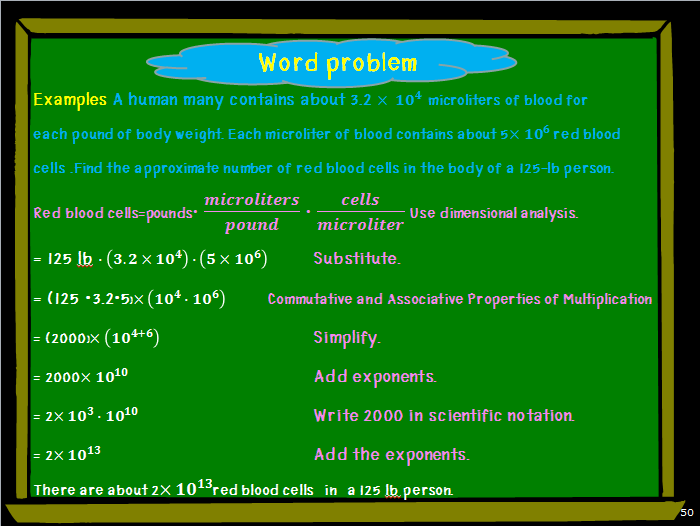 Word problem
Examples A human many contains about 3.2 × 10⁴ microliters of blood for
each pound of body weight. Each microliter of blood contains about 5× 10⁶ red blood
cells .Find the approximate number of red blood cells in the body of a 125-lb person.
Red blood cells=pounds· microliters/pound · cells/microliter Use dimensional analysis.
= 125 lb · (3.2 × 10⁴) · (5 × 10⁶) Substitute.
= (125 ·3.2·5)× (10⁴ · 10⁶) Commutative and Associative Properties of Multiplication
= (2000)× (10⁴⁺⁶) Simplify.
= 2000× 10¹⁰ Add exponents.
= 2× 10³ · 10¹⁰ Write 2000 in scientific notation.
= 2× 10¹³ Add the exponents.
There are about 2× 10¹³red blood cells in a 125 lb person.
50